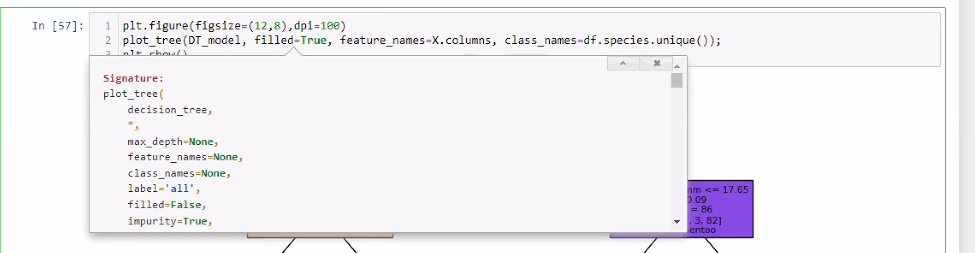 In [57]:
1 plt.figure(figsize=(12,8),dpi=100)
2 plot_tree(DT_model, filled=True, feature_names=X.columns, class_names=df.species.unique());
3 plt.show()
Signature:
plot_tree(
decision_tree,
*,
max_depth=None,
feature_names=None,
class_names=None,
label='all',
filled=False,
impurity=True,
nm <= 17.65
0.09
= 86
, 3, 82]
entoo